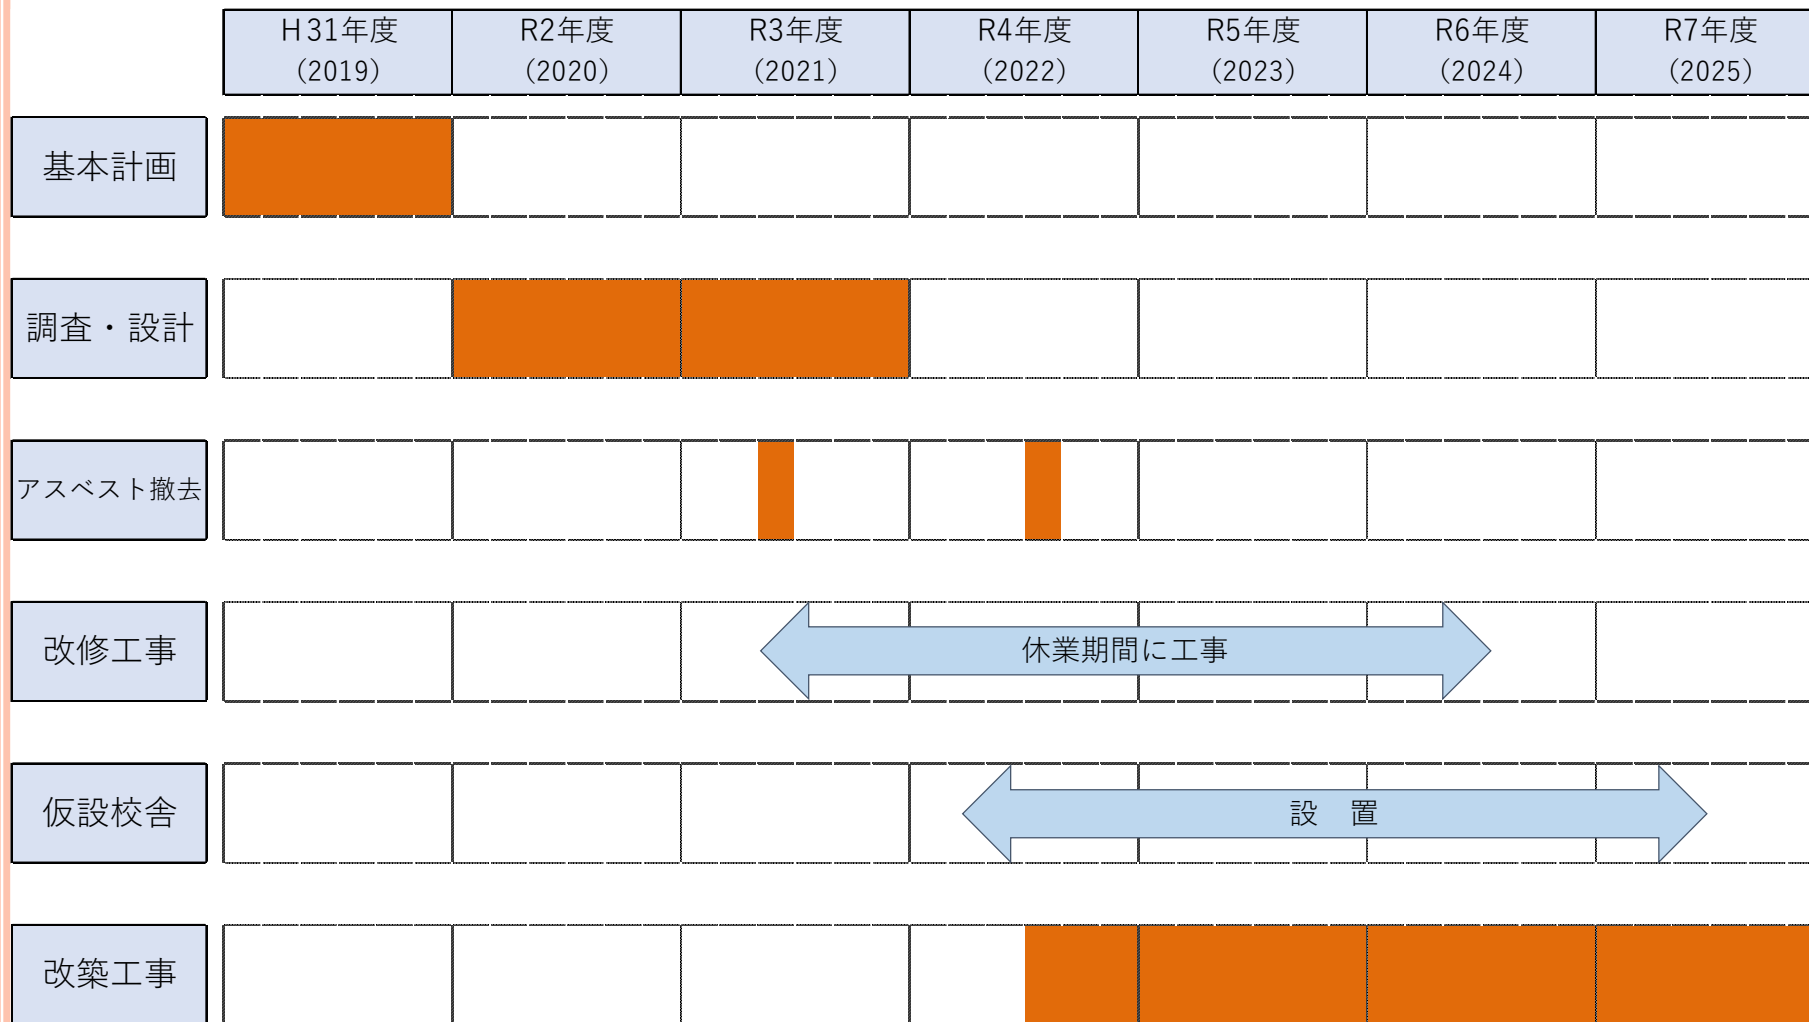 H31年度
（2019）
R2年度
（2020）
R3年度
（2021）
R4年度
（2022）
R5年度
（2023）
R6年度
（2024）
R7年度
（2025）
基本計画
調査・設計
アスベスト撤去
改修工事
休業期間に工事
仮設校舎
設　置
改築工事